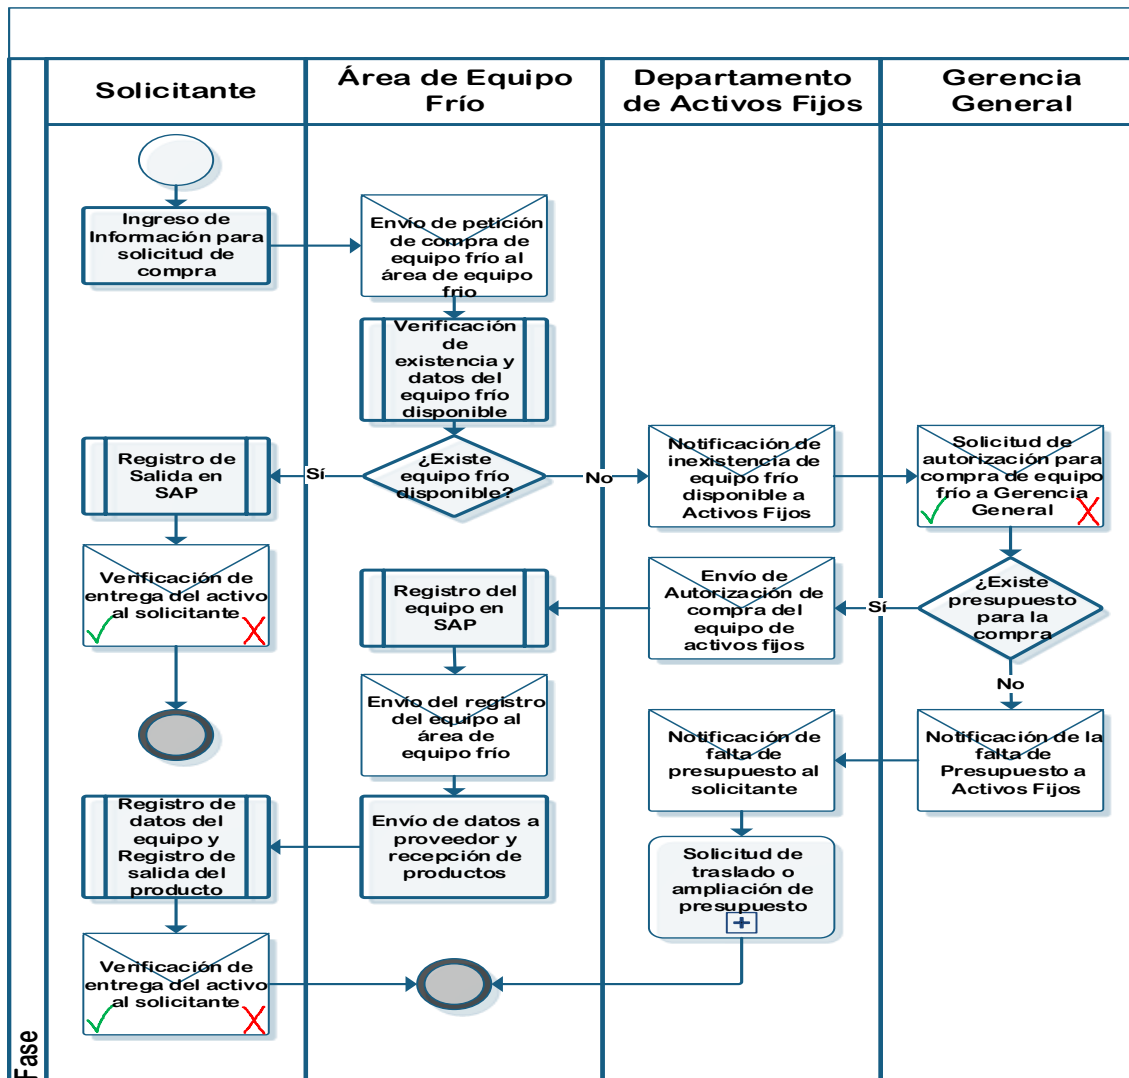 Solicitante
Área de Equipo
Frío
Departamento
de Activos Fijos
Gerencia
General
Ingreso de
Información para
solicitud de
compra
Envío de petición
de compra de
equipo frío al
área de equipo
frio
Verificación
de
existencia y
datos del
equipo frío
disponible
Registro de
Salida en
SAP
Sí
¿Existe
equipo frío
disponible?
No
Notificación de
inexistencia de
equipo frío
disponible a
Activos Fijos
Solicitud de
autorización para
compra de equipo
frío a Gerencia
General
Verificación de
entrega del activo
al solicitante
Registro del
equipo en
SAP
Envío de
Autorización de
compra del
equipo de
activos fijos
Sí
¿Existe
presupuesto
para la
compra
No
Envío del registro
del equipo al
área de
equipo frío
Notificación de
falta de
presupuesto al
solicitante
Notificación de la
falta de
Presupuesto a
Activos Fijos
Registro de
datos del
equipo y
Registro de
salida del
producto
Envío de datos a
proveedor y
recepción de
productos
Solicitud de
traslado o
ampliación de
presupuesto
Verificación de
entrega del activo
al solicitante
Fase